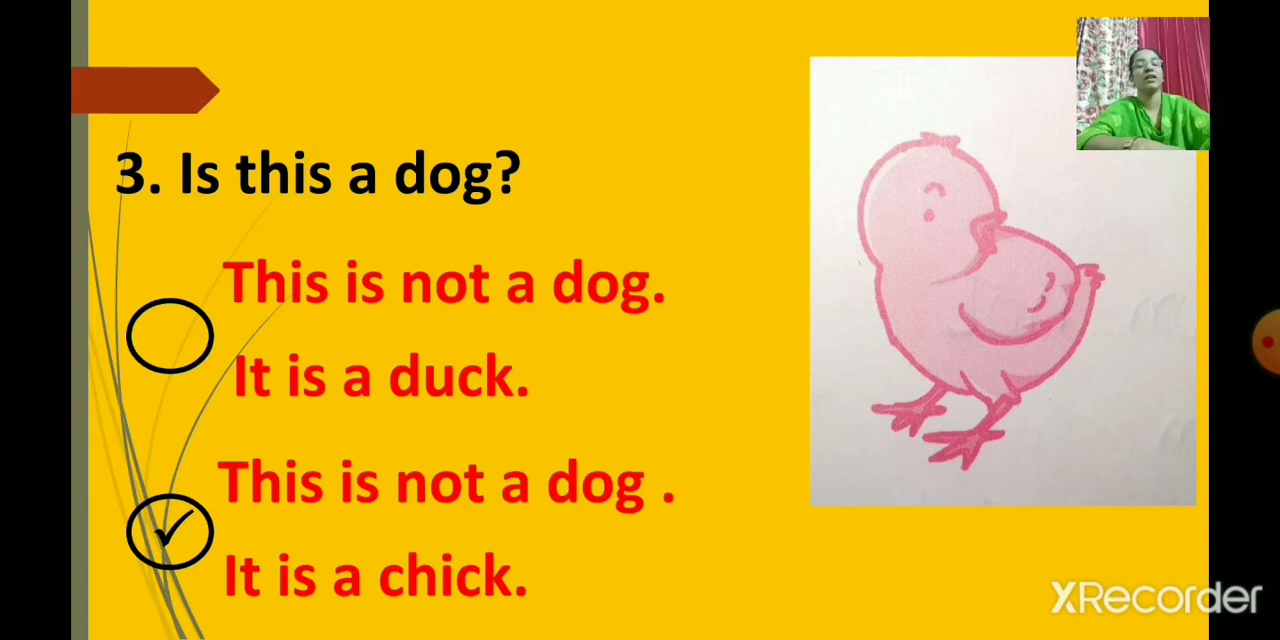 3. Is this a dog?
This is not a dog.
It is a duck.
This is not a dog .
It is a chick.
XRecorder